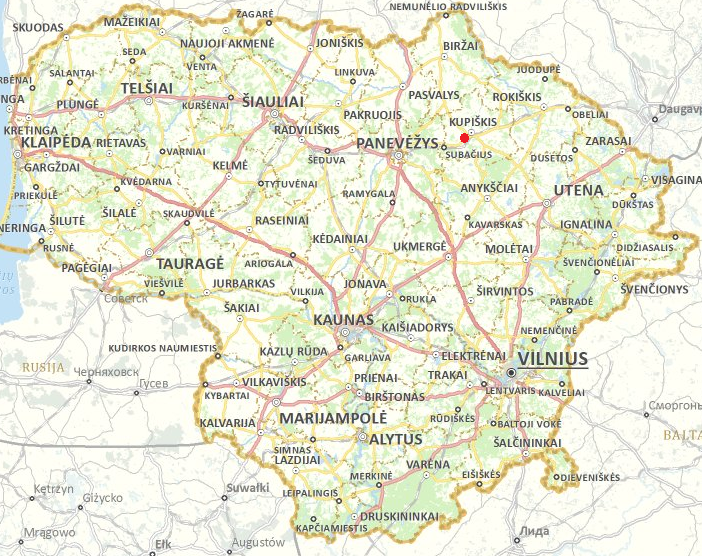 NEMUNĖLIO RADVILIŠKIS
ŽAGARĖ
SKUODAS
MAŽEIKIAI
NAUJOJI AKMENĖ
JONIŠKIS
BIRŽAI
SEDA
VENTA
LINKUVA
JUODUPĖ
SALANTAI
TELŠIAI
PASVALYS
ROKIŠKIS
PLUNGĖ
KURŠĖNAI
ŠIAULIAI
PAKRUOJIS
KUPIŠKIS
OBELIAI
Daugavp
KRETINGA
RADVILIŠKIS
KLAIPĖDA
RIETAVAS
VARNIAI
ŠEDUVA
PANEVĖŽYS
SUBAČIUS
DUSETOS
ZARASAI
GARGŽDAI
KELMĖ
PRIEKULĖ
KVĖDARNA
TYTUVĖNAI
RAMYGALA
ANYKŠČIAI
UTENA
VISAGINA
DŪKŠTAS
ŠILUTĖ
ŠILALĖ
SKAUDVILĖ
RASEINIAI
KAVARSKAS
IGNALINA
NERINGA
RUSNĖ
KĖDAINIAI
UKMERGĖ
MOLĖTAI
DIDŽIASALIS
PAGĖGIAI
TAURAGĖ
ARIOGALA
ŠVENČIONĖLIAI
VIEŠVILĖ
JURBARKAS
JONAVA
ŠVENČIONYS
Советск
VILKIJA
RUKLA
ŠIRVINTOS
ŠAKIAI
PABRADĖ
KAUNAS
KAIŠIADORYS
NEMENČINĖ
KUDIRKOS NAUMIESTIS
KAZLŲ RŪDA
GARLIAVA
ELEKTRĖNAI
VILNIUS
RUSIJA
Черняховск
Гусев
VILKAVIŠKIS
PRIENAI
TRAKAI
KYBARTAI
BIRŠTONAS
LENTVARIS
KALVELIAI
Сморгонь
MARIJAMPOLĖ
RŪDIŠKĖS
KALVARIJA
BALTOJI VOKĖ
ALYTUS
ŠALČININKAI
BALTA
SIMNAS
LAZDIJAI
VARĖNA
MERKINĖ
EIŠIŠKĖS
DIEVENIŠKĖS
Kętrzyn
Giżycko
Suwałki
LEIPALINGIS
DRUSKININKAI
KAPČIAMIESTIS
Mrągowo
Ełk
Augustów
Лида